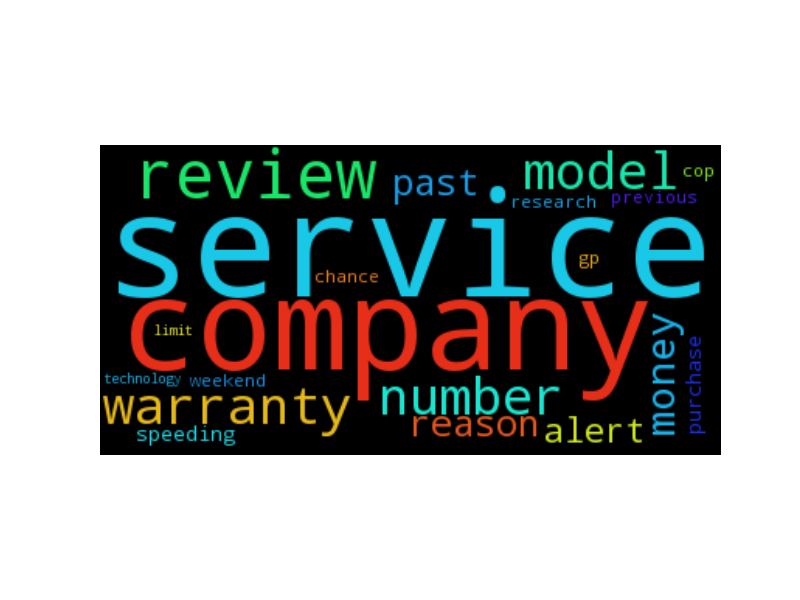 review past model cop
research previous
service
gp
chance
company
limit
money
purchase
technology weekend
warranty number
reason alert
speeding